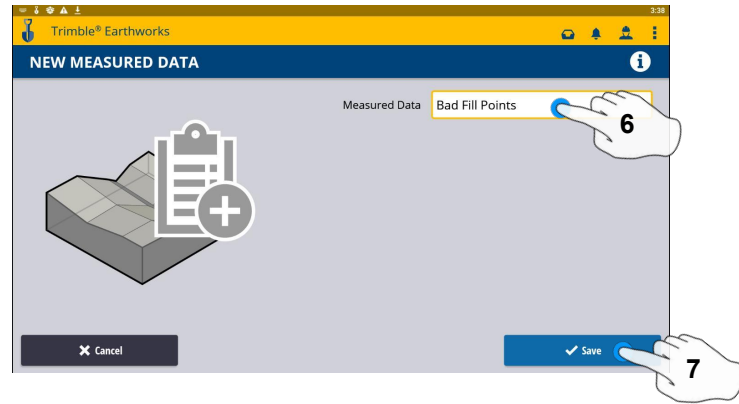 3:38
Trimble® Earthworks
NEW MEASURED DATA
i
Measured Data Bad Fill Points
6
Cancel
Save
7